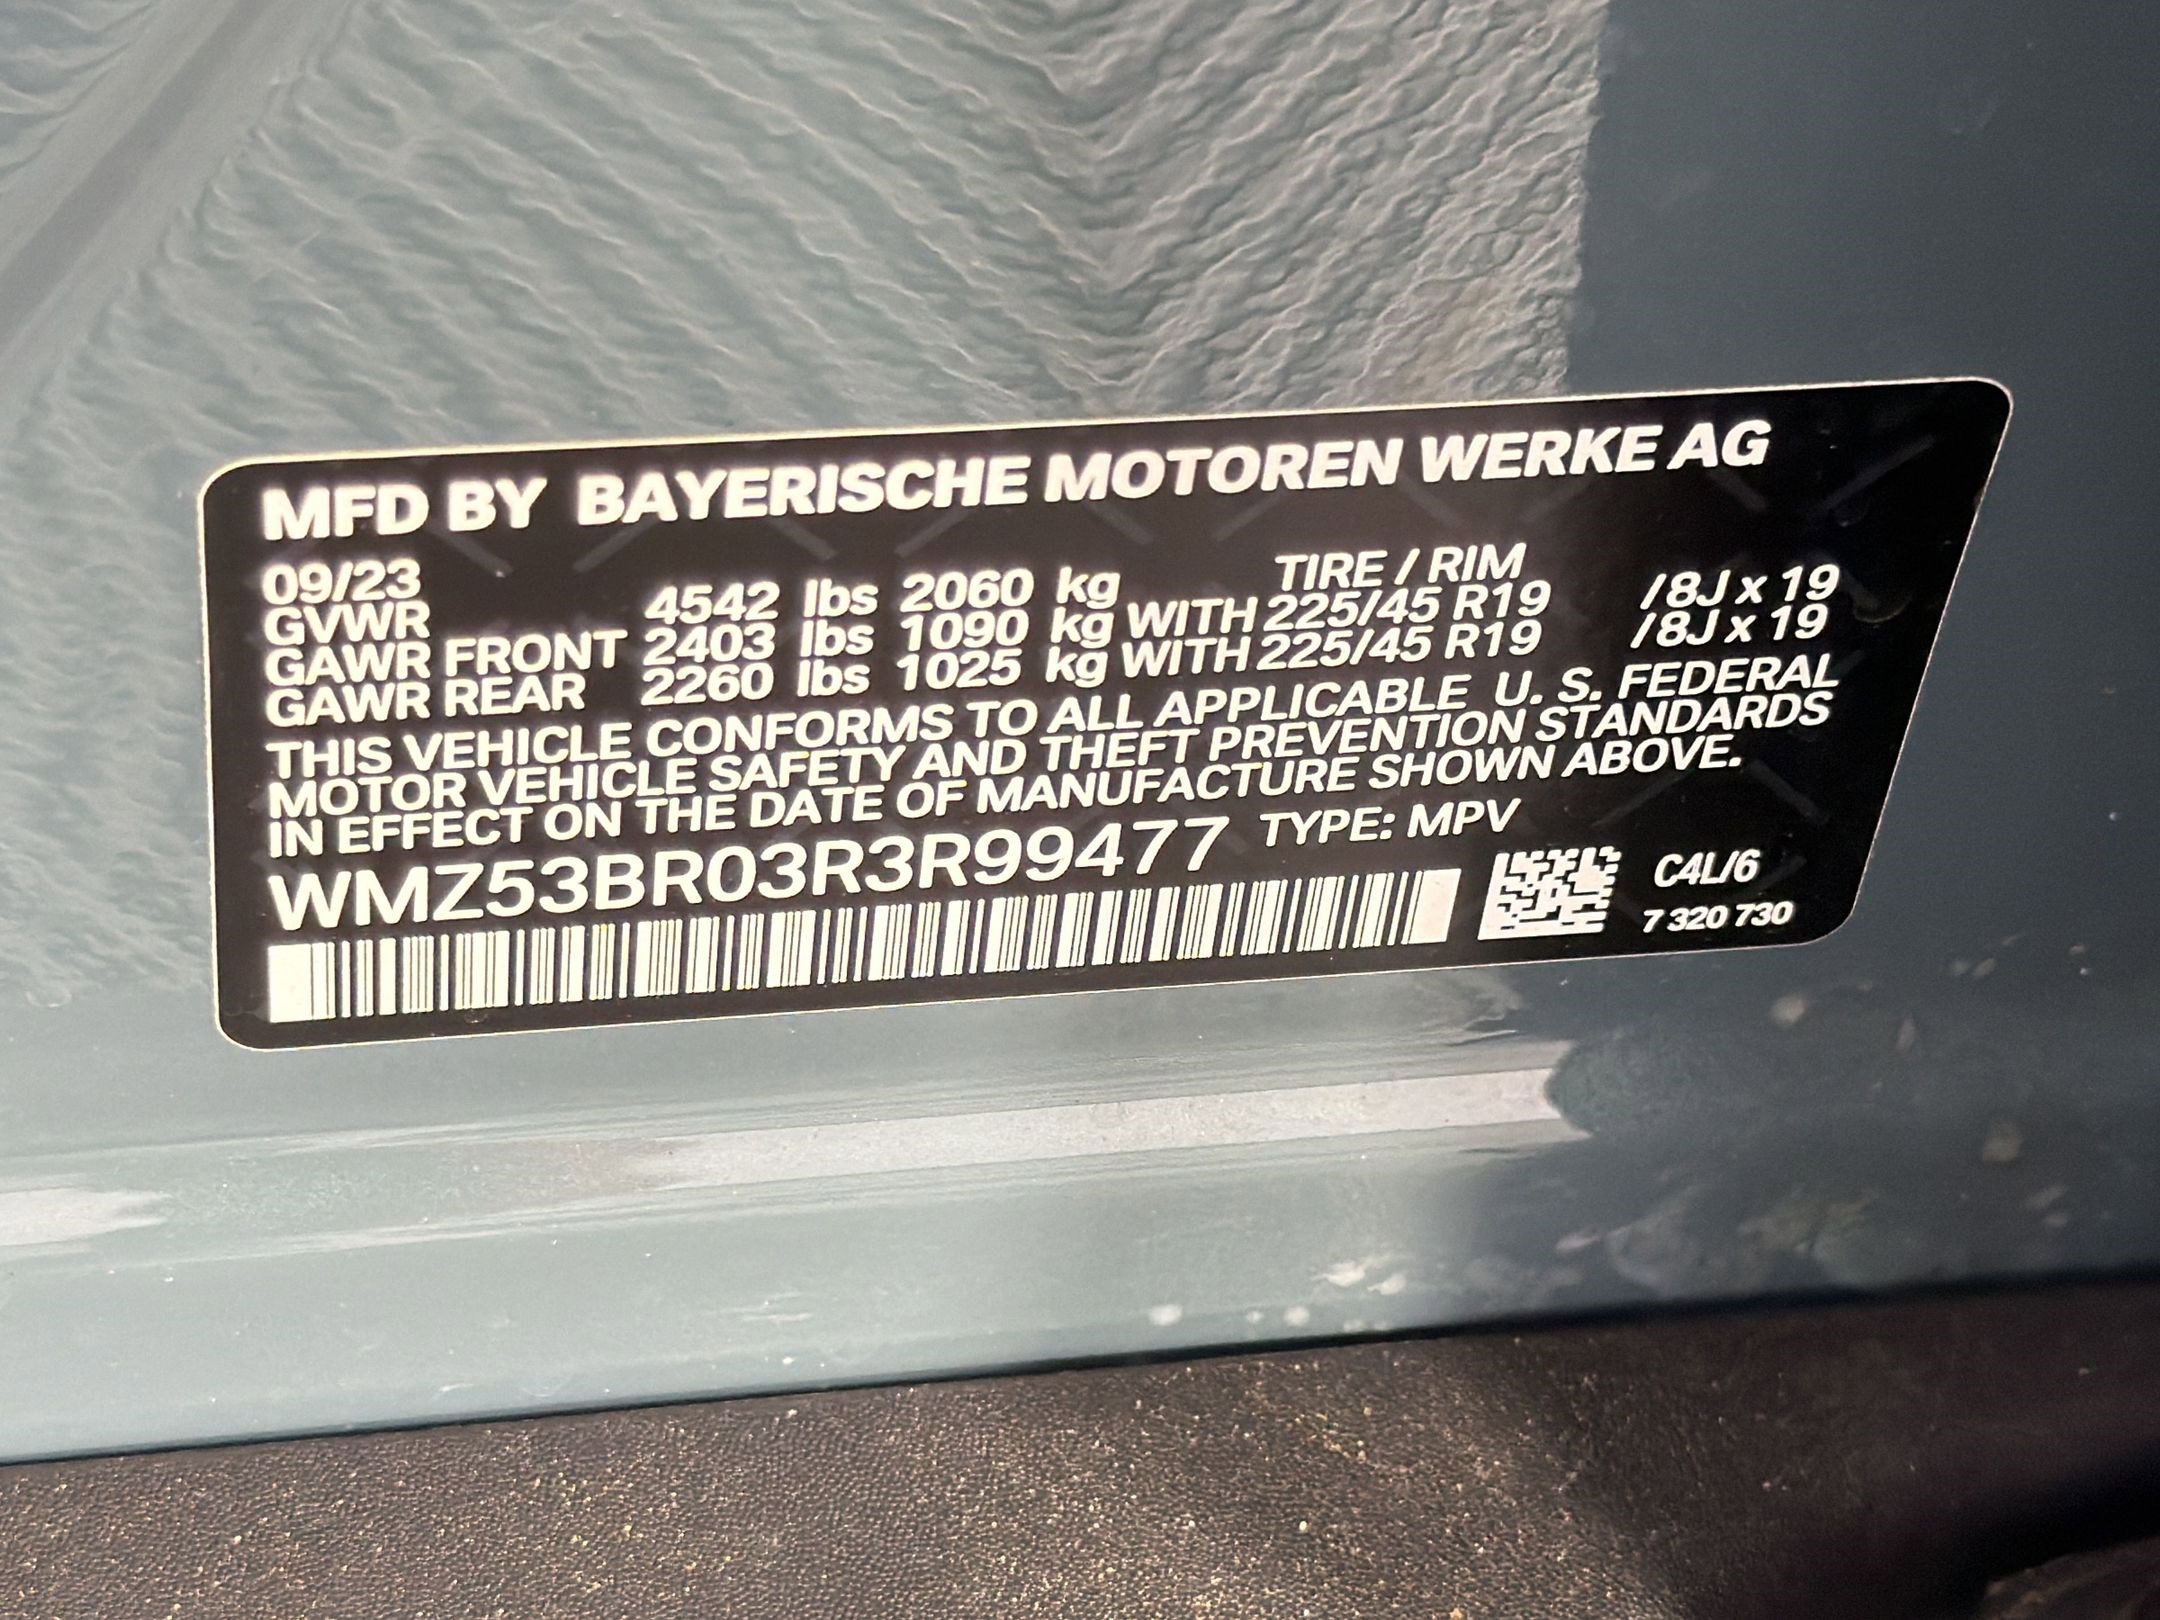 MFD BY BAYERISCHE MOTOREN WERKE AG
09/23 TIRE / RIM
GVWR 4542 lbs 2060 kg
GAWR FRONT 2403 lbs 1090 kg WITH 225/45 R19 /8J x 19
GAWR REAR 2260 lbs 1025 kg WITH 225/45 R19 /8J x 19
THIS VEHICLE CONFORMS TO ALL APPLICABLE U. S. FEDERAL
MOTOR VEHICLE SAFETY AND THEFT PREVENTION STANDARDS
IN EFFECT ON THE DATE OF MANUFACTURE SHOWN ABOVE.
WMZ53BR03R3R99477 TYPE: MPV
C4L/6
7 320 730